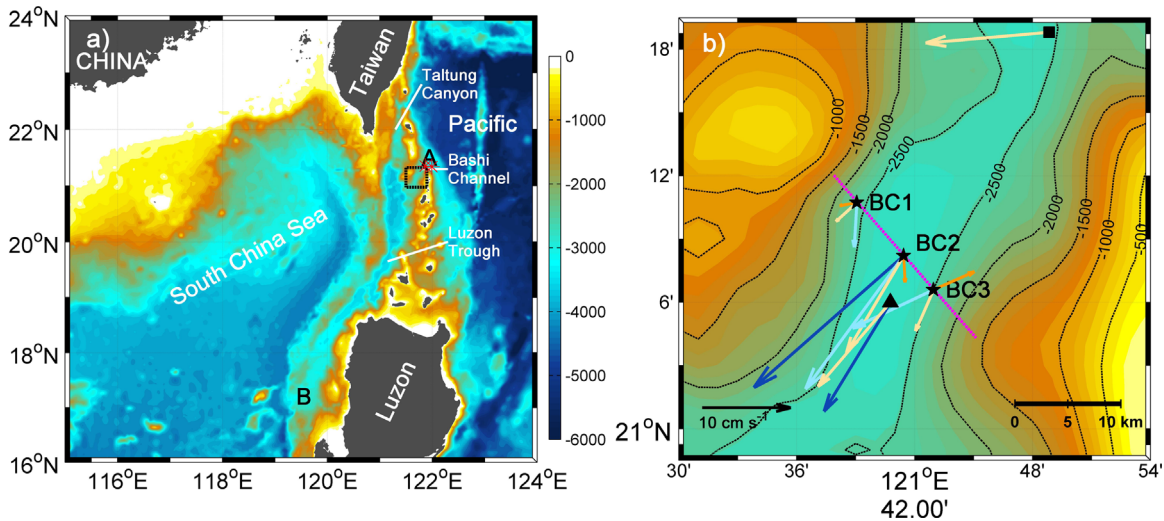 a)
CHINA
Taiwan
Taltung
Canyon
Pacific
A
Bashi
Channel
Luzon
Trough
South China Sea
B
Luzon
24°N
22°N
20°N
18°N
16°N
116°E
118°E
120°E
122°E
124°E
0
-1000
-2000
-3000
-4000
-5000
-6000
b)
18'
12'
6'
21°N
BC1
BC2
BC3
-1000
-1500
-2000
-2500
-2500
-2000
-1500
-1000
-500
-2500
10 cm s⁻¹
0 5 10 km
30'
36'
121°E
42.00'
48'
54'